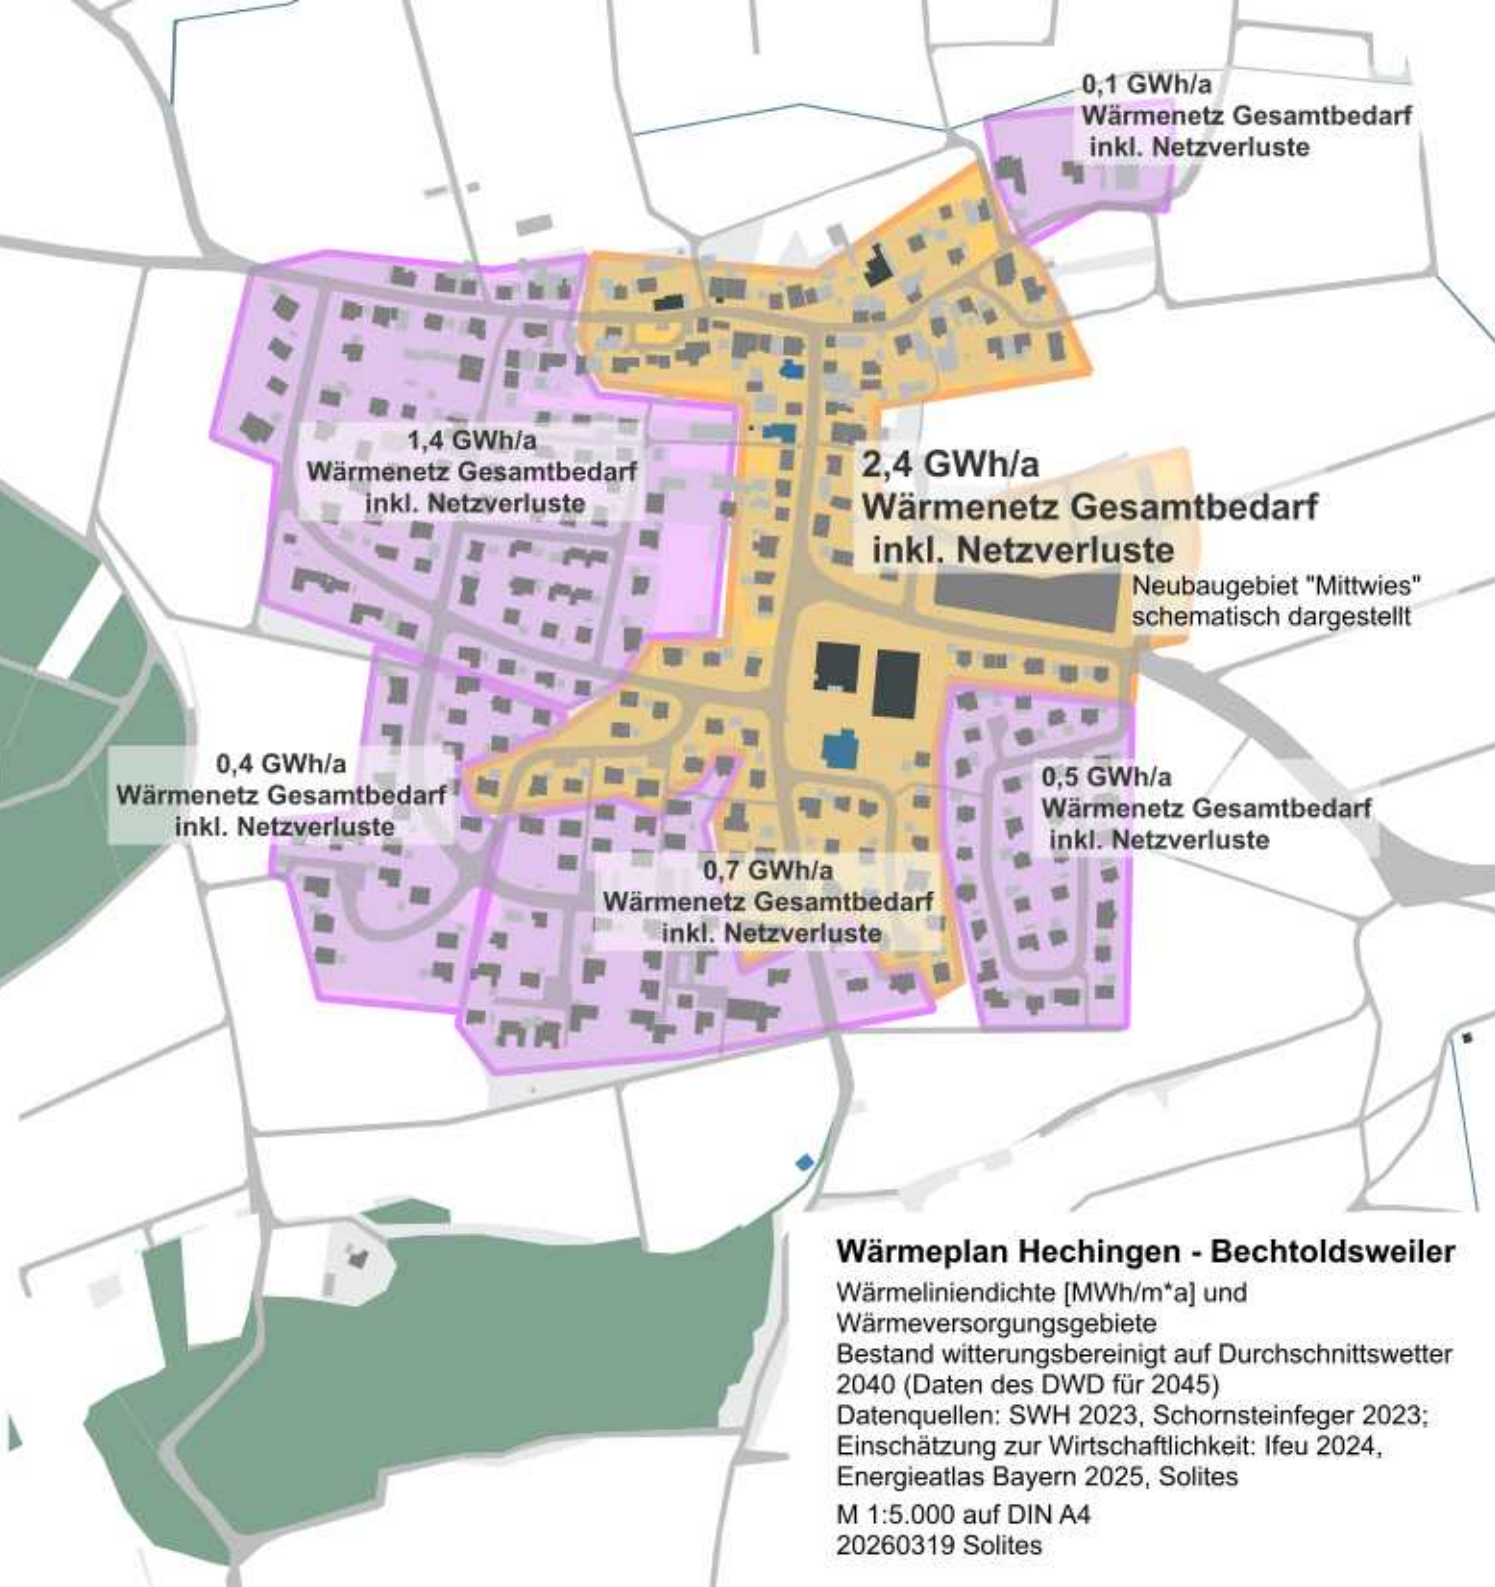 0,1 GWh/a
Wärmenetz Gesamtbedarf
inkl. Netzverluste
1,4 GWh/a
Wärmenetz Gesamtbedarf
inkl. Netzverluste
2,4 GWh/a
Wärmenetz Gesamtbedarf
inkl. Netzverluste
Neubaugebiet "Mittwies"
schematisch dargestellt
0,4 GWh/a
Wärmenetz Gesamtbedarf
inkl. Netzverluste
0,5 GWh/a
Wärmenetz Gesamtbedarf
inkl. Netzverluste
0,7 GWh/a
Wärmenetz Gesamtbedarf
inkl. Netzverluste
Wärmeplan Hechingen - Bechtoldsweiler
Wärmeliniendichte [MWh/m*a] und
Wärmeversorgungsgebiete
Bestand witterungsbereinigt auf Durchschnittswetter
2040 (Daten des DWD für 2045)
Datenquellen: SWH 2023, Schornsteinfeger 2023;
Einschätzung zur Wirtschaftlichkeit: Ifeu 2024,
Energieatlas Bayern 2025, Solites
M 1:5.000 auf DIN A4
20260319 Solites